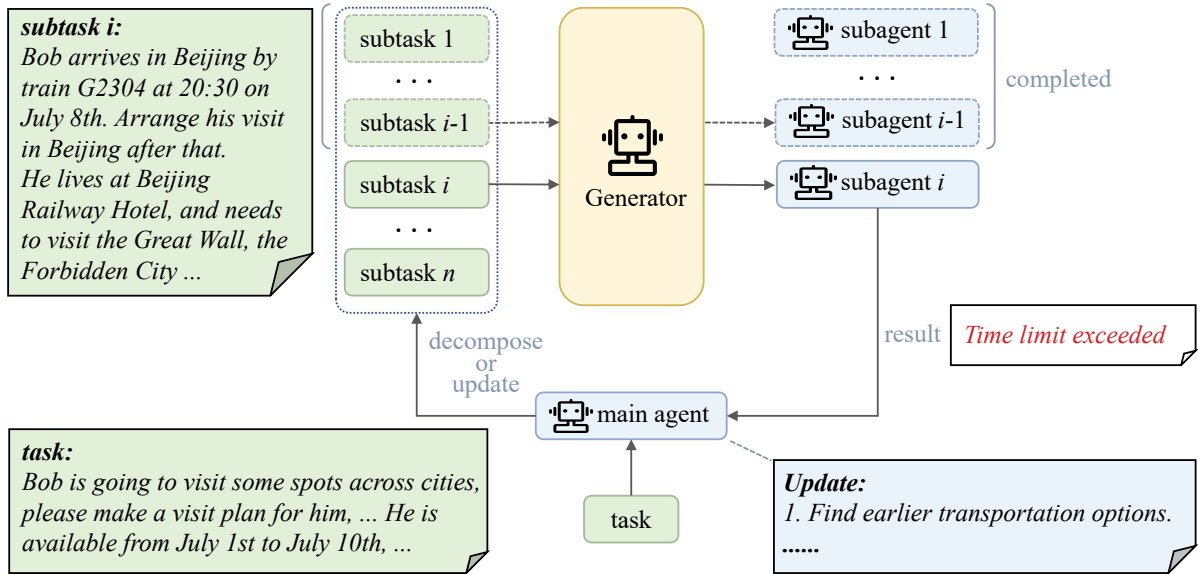 subtask i:
Bob arrives in Beijing by
train G2304 at 20:30 on
July 8th. Arrange his visit
in Beijing after that.
He lives at Beijing
Railway Hotel, and needs
to visit the Great Wall, the
Forbidden City ...
subtask 1
. . .
subtask i-1
subtask i
. . .
subtask n
Generator
subagent 1
. . .
subagent i-1
subagent i
completed
decompose
or
update
result
Time limit exceeded
main agent
task
task:
Bob is going to visit some spots across cities,
please make a visit plan for him, ... He is
available from July 1st to July 10th, ...
Update:
1. Find earlier transportation options.
......